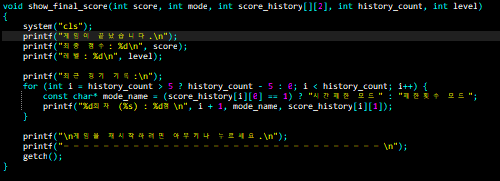 void show_final_score(int score, int mode, int score_history[][2], int history_count, int level)
{
    system("cls");
    printf("게임이 끝났습니다.\n");
    printf("최종 점수: %d\n", score);
    printf("레벨: %d\n", level);

    printf("최근 경기 기록:\n");
    for (int i = history_count > 5 ? history_count - 5 : 0; i < history_count; i++) {
        const char* mode_name = (score_history[i][0] == 1) ? "시간제한 모드" : "제한횟수 모드";
        printf("%d회차 (%s) : %d점\n", i + 1, mode_name, score_history[i][1]);
    }

    printf("\n게임을 재시작하려면 아무키나 누르세요.\n");
    printf("----------------------------------------\n");
    getch();
}